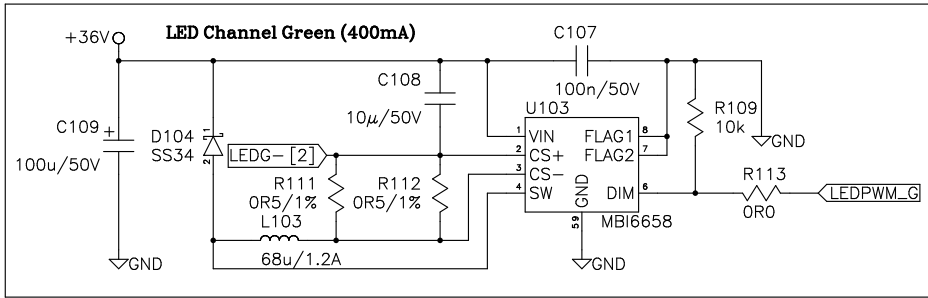 LED Channel Green (400mA)
+36V
C107
100n/50V
C108
10μ/50V
U103
R109
10k
C109
+
100u/50V
D104
SS34
1
2
LEDG- [2]
1
VIN
FLAG1
8
2
CS+
FLAG2
7
3
CS-
4
SW
GND
DIM
6
59
MBI6658
GND
R113
0R0
LEDPWM_G
R111
0R5/1%
R112
0R5/1%
L103
68u/1.2A
GND
GND